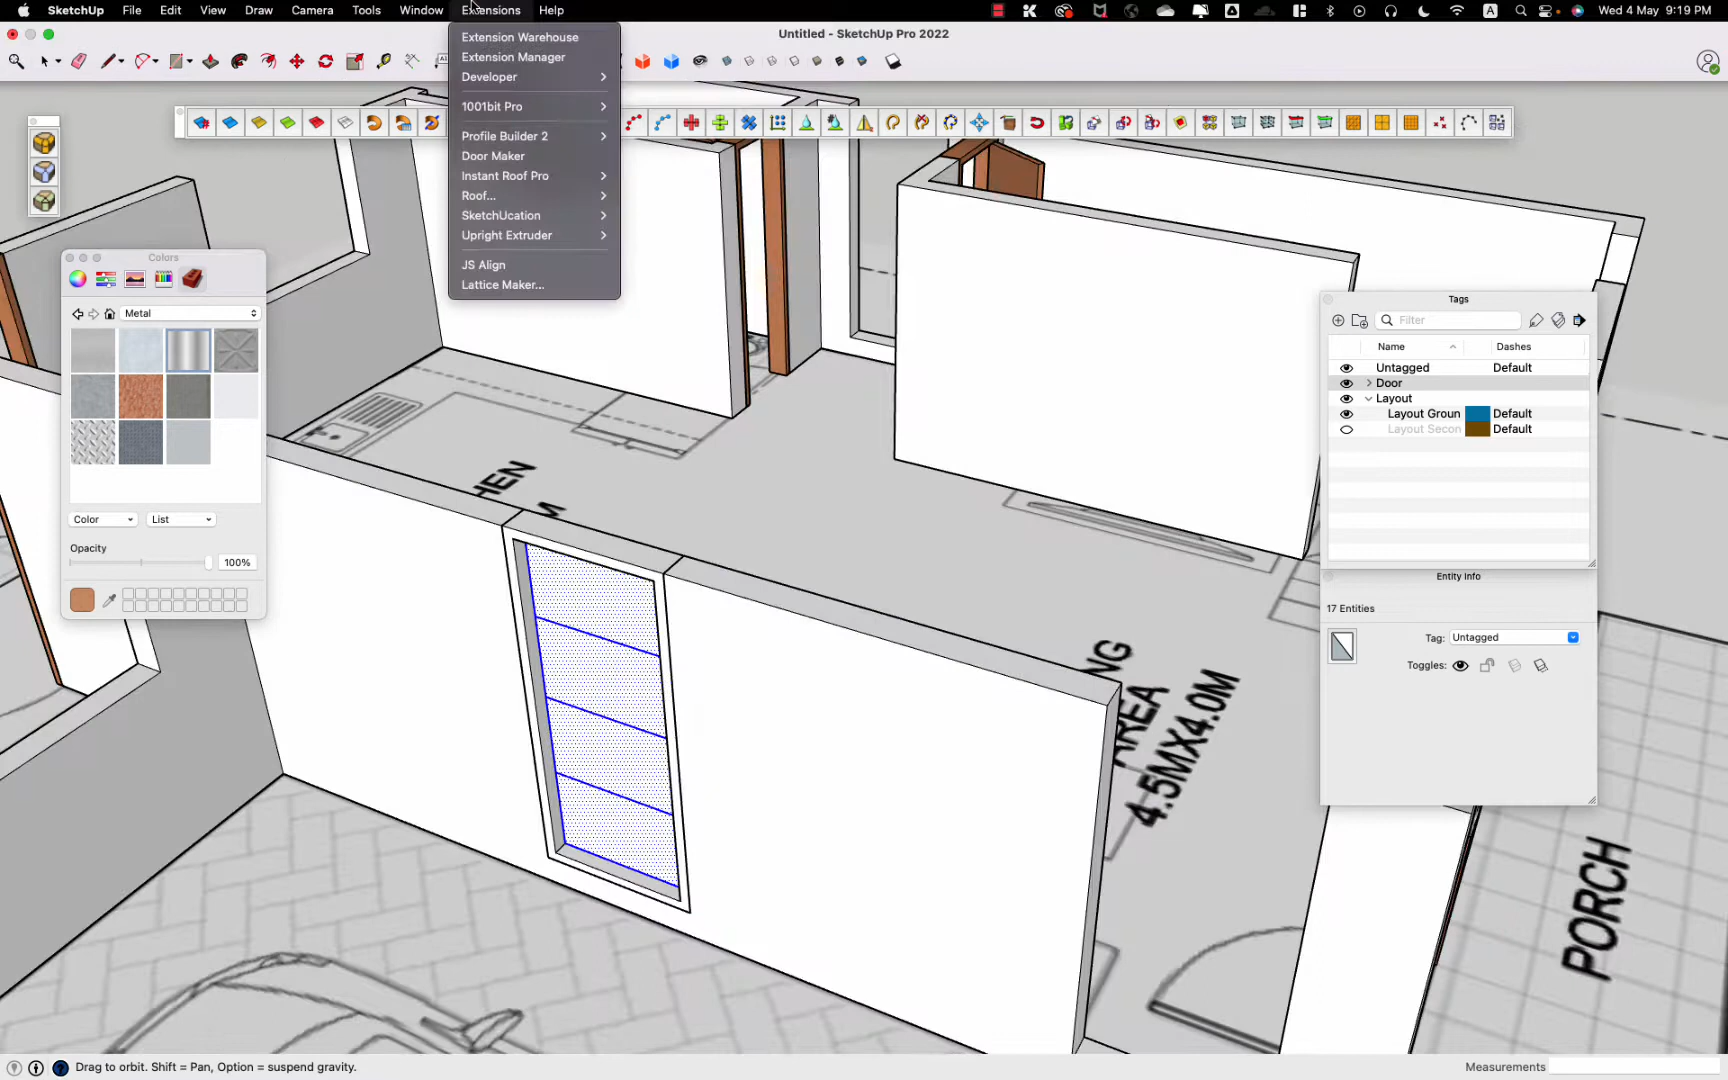 SketchUp File Edit View Draw Camera Tools Window Extensions Help
A
Wed 4 May 9:19 PM
Untitled - SketchUp Pro 2022
Extension Warehouse
Extension Manager
Developer
1001bit Pro
Profile Builder 2
Door Maker
Instant Roof Pro
Roof...
SketchUcation
Upright Extruder
JS Align
Lattice Maker...
Colors
Metal
Color
List
Opacity
100%
Tags
Filter
Name Dashes
Untagged Default
Door
Layout
Layout Groun Default
Layout Secon Default
Entity Info
17 Entities
Tag: Untagged
Toggles:
HEN
M
NG
AREA
4.5MX4.0M
PORCH
Drag to orbit. Shift = Pan, Option = suspend gravity.
Measurements